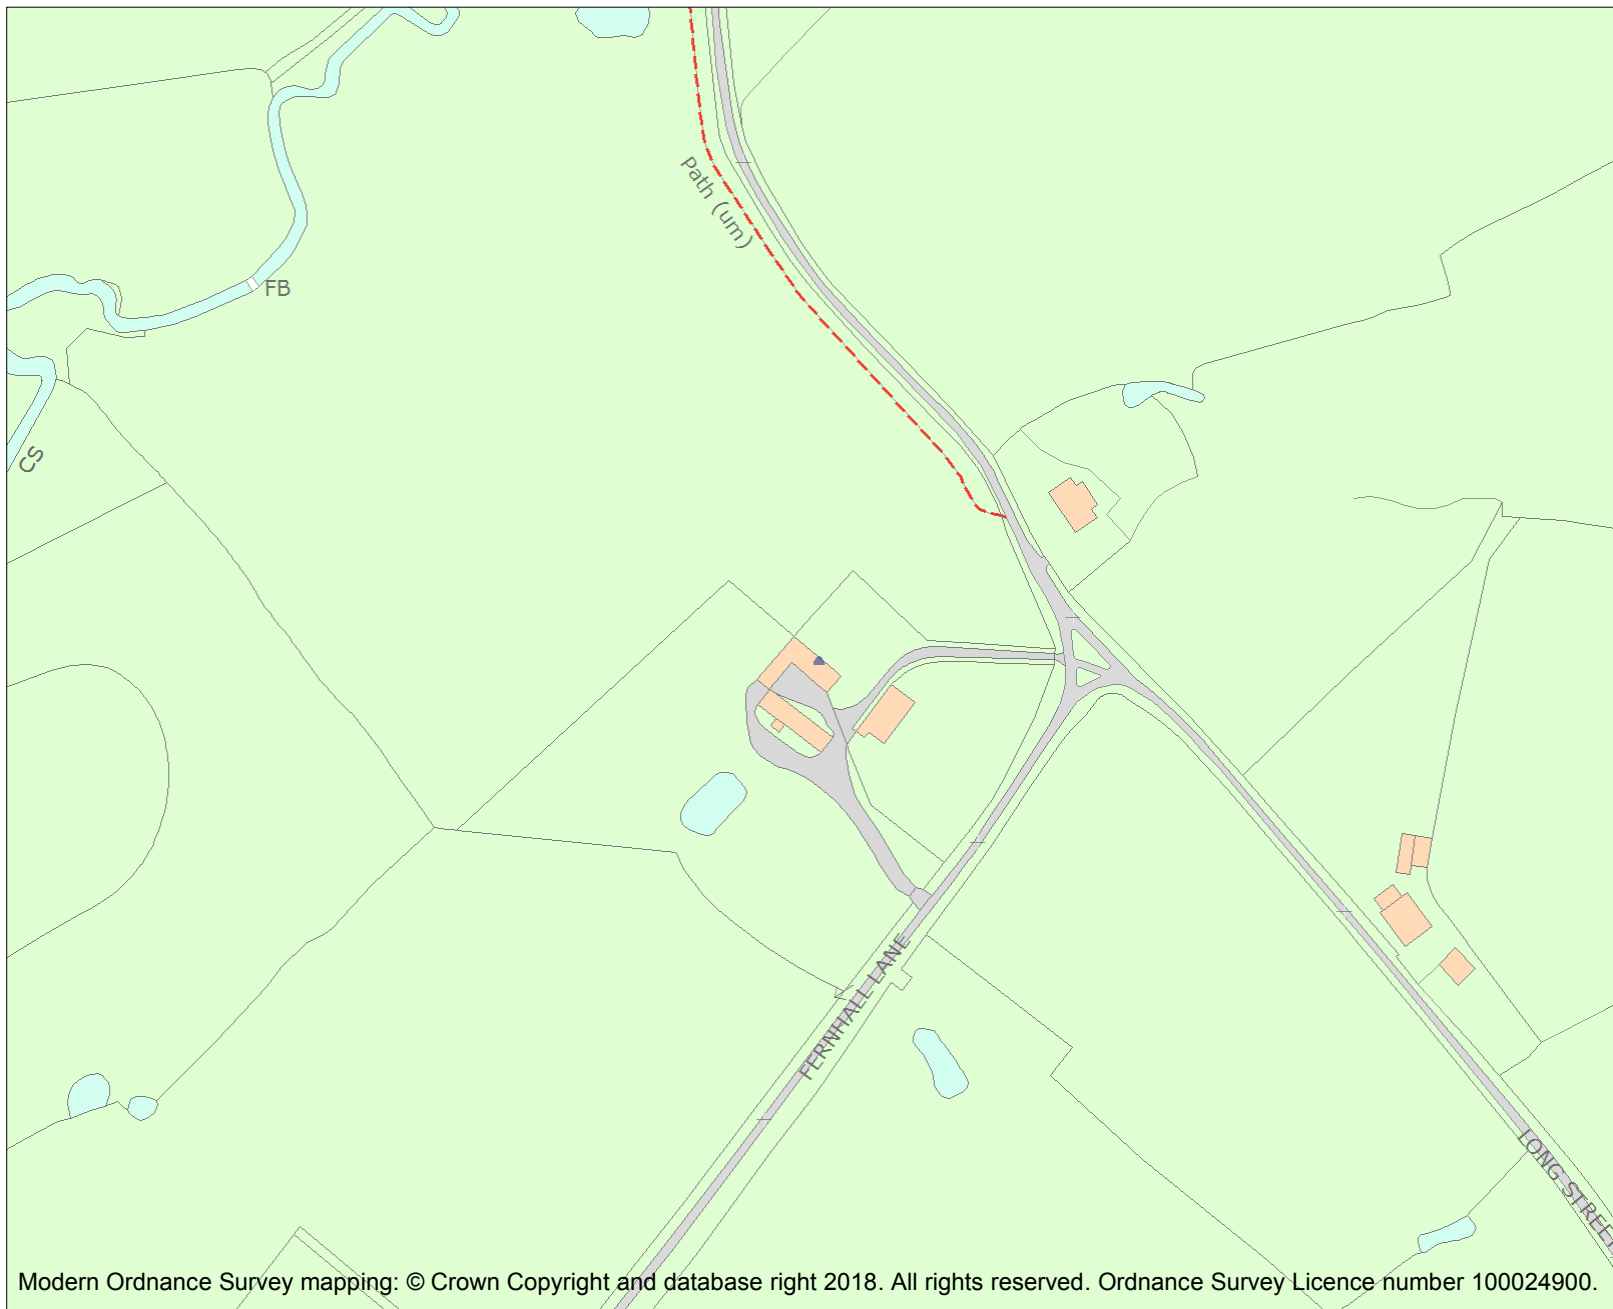 Path (um)
FB
CS
FERNHALL LANE
LONG STREET
Modern Ordnance Survey mapping: © Crown Copyright and database right 2018. All rights reserved. Ordnance Survey Licence number 100024900.